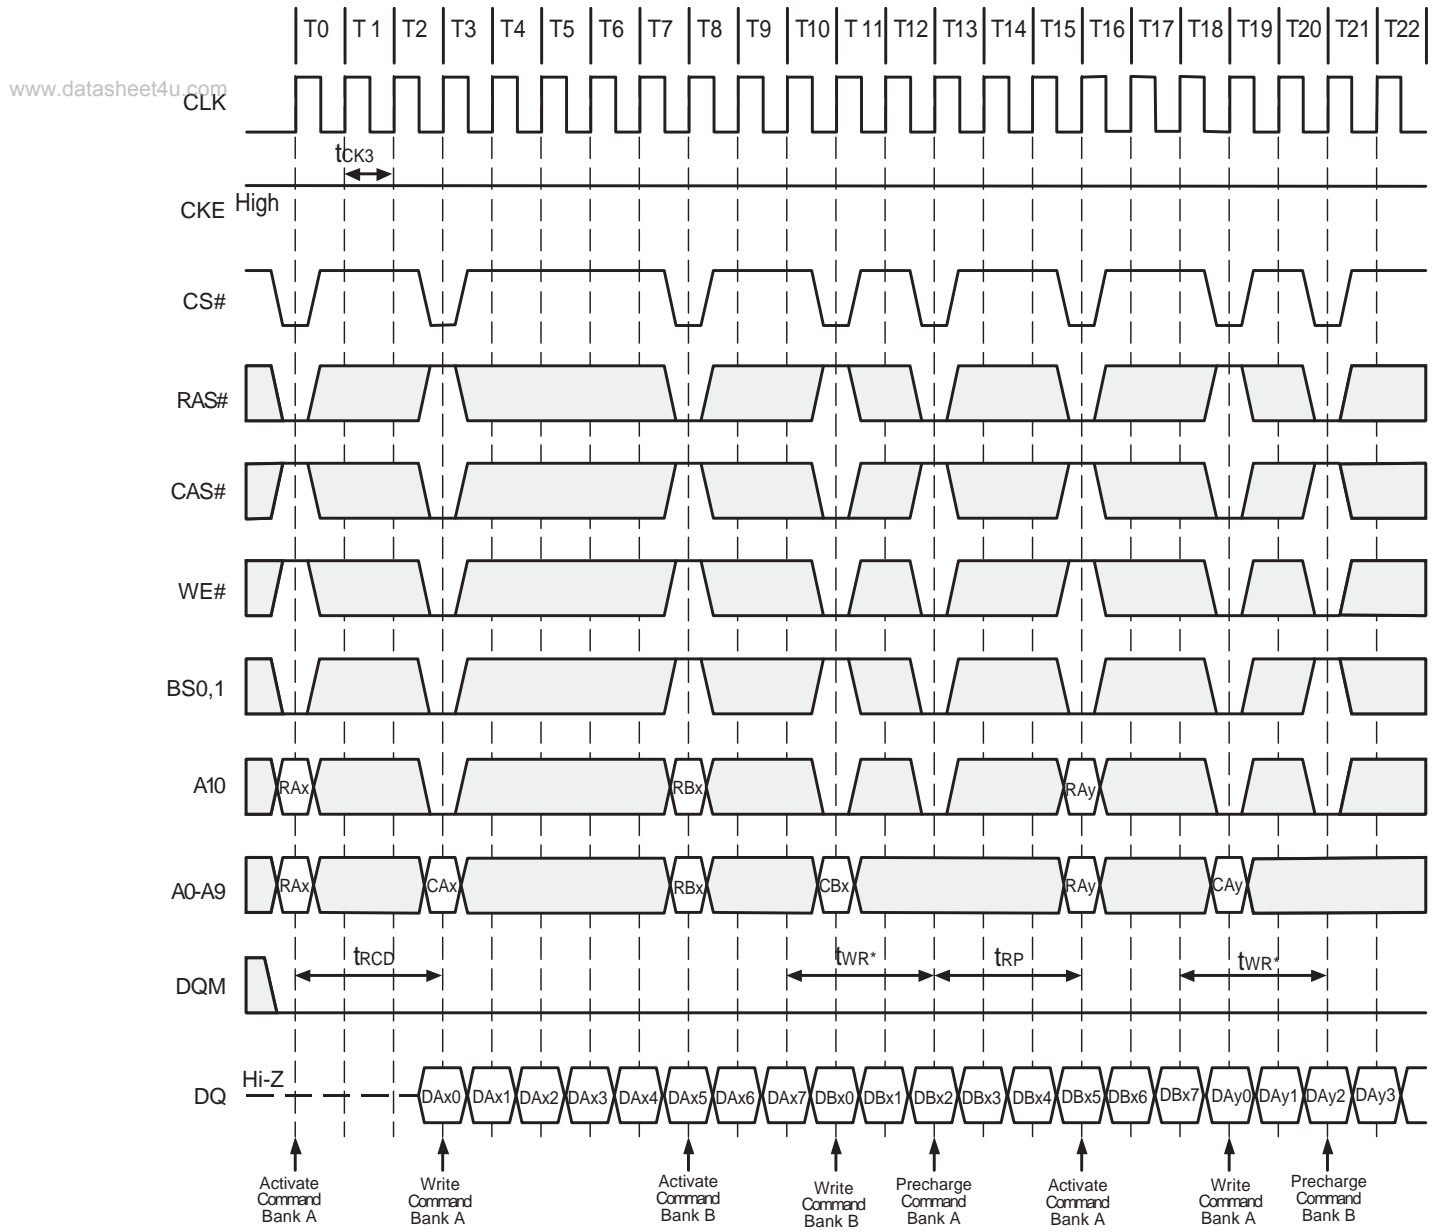 T0 T 1 T2 T3 T4 T5 T6 T7 T8 T9 T10 T 11 T12 T13 T14 T15 T16 T17 T18 T19 T20 T21 T22
www.datasheet4u.com
CLK
tCK3
CKE High
CS#
RAS#
CAS#
WE#
BS0,1
A10 RAx RBx RAy
A0-A9 RAx CAx RBx CBx RAy CAy
tRCD tWR* tRP tWR*
DQM
Hi-Z
DQ DAx0 DAx1 DAx2 DAx3 DAx4 DAx5 DAx6 DAx7 DBx0 DBx1 DBx2 DBx3 DBx4 DBx5 DBx6 DBx7 DAy0 DAy1 DAy2 DAy3
Activate
Command
Bank A
Write
Command
Bank A
Activate
Command
Bank B
Write
Command
Bank B
Precharge
Command
Bank A
Activate
Command
Bank A
Write
Command
Bank A
Precharge
Command
Bank B